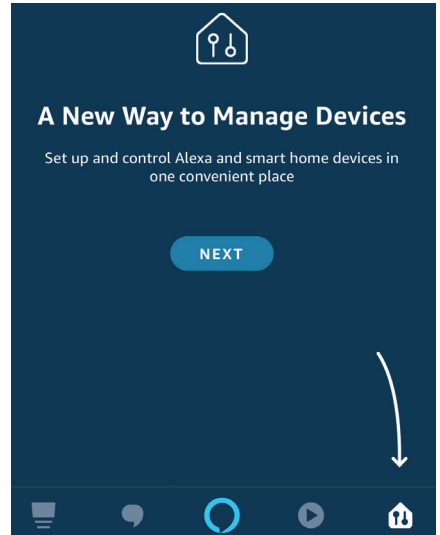 A New Way to Manage Devices
Set up and control Alexa and smart home devices in
one convenient place
NEXT